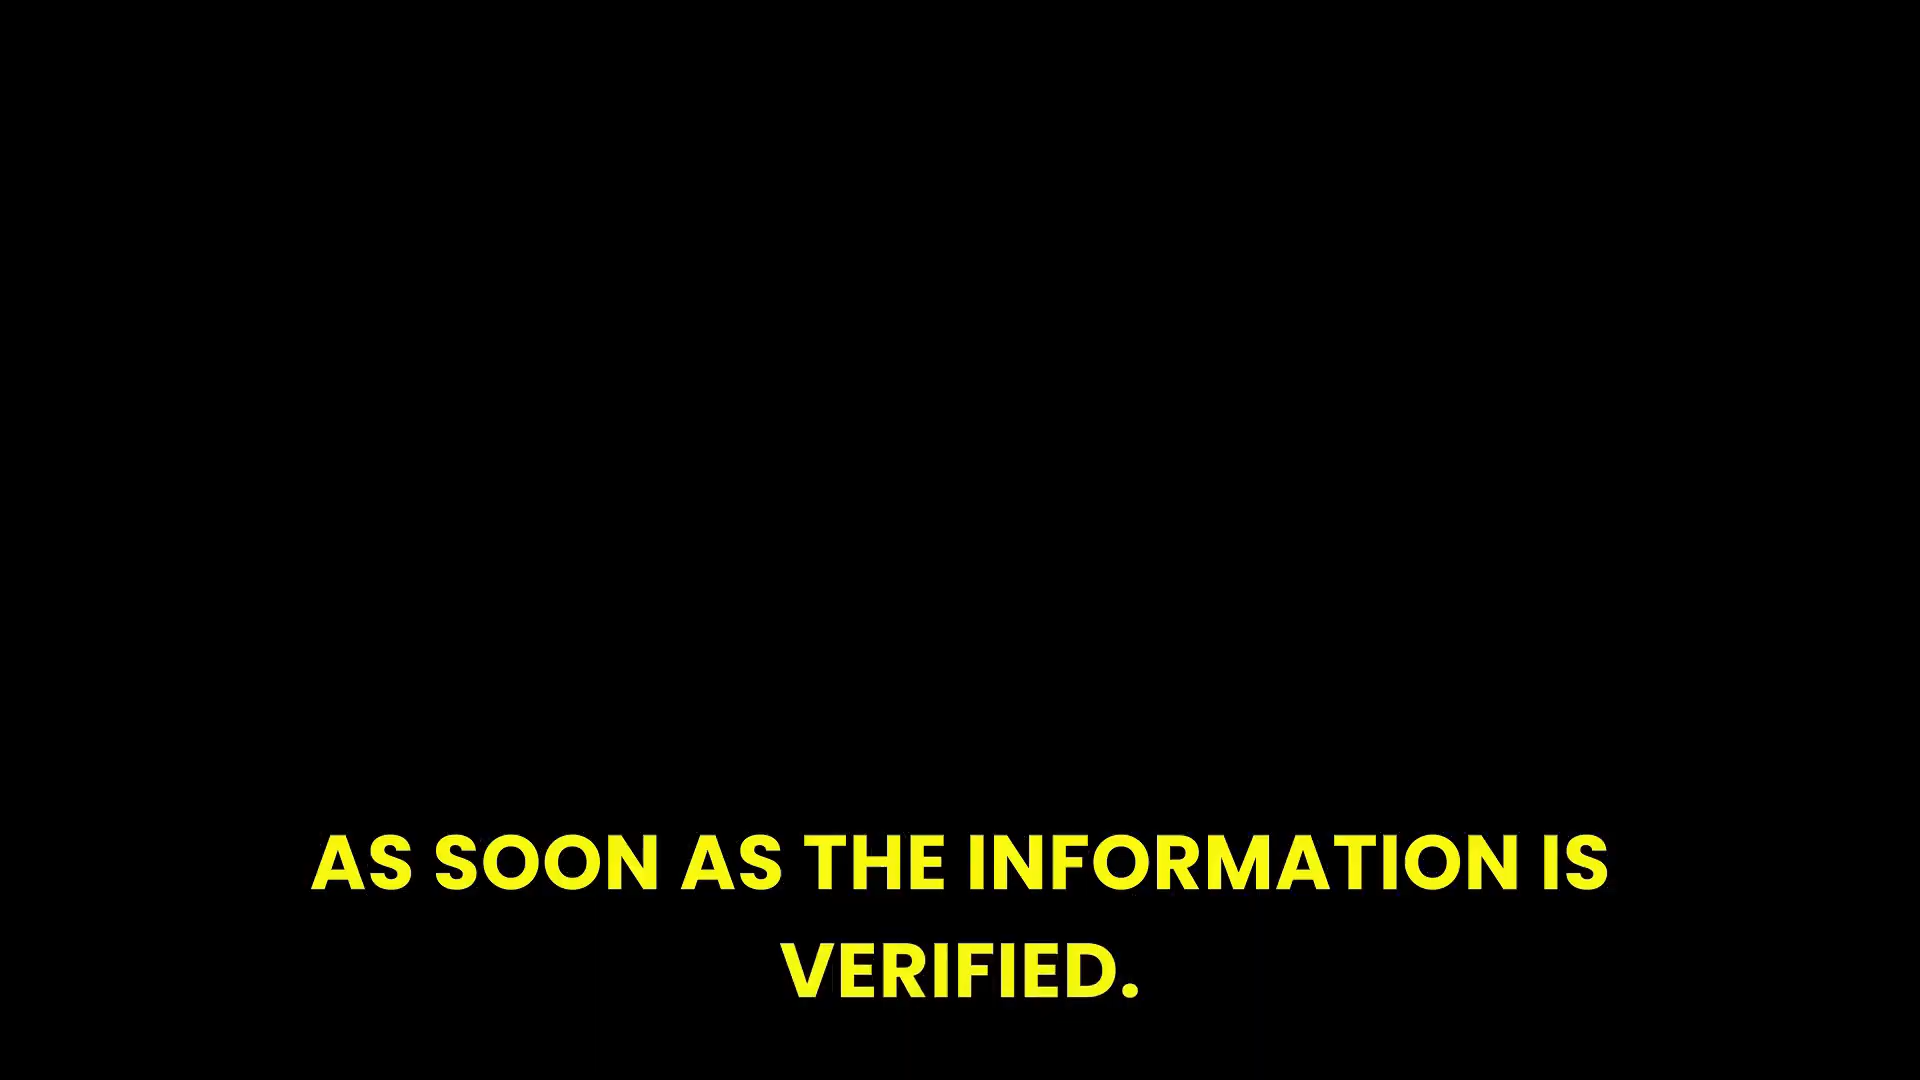 AS SOON AS THE INFORMATION IS
VERIFIED.